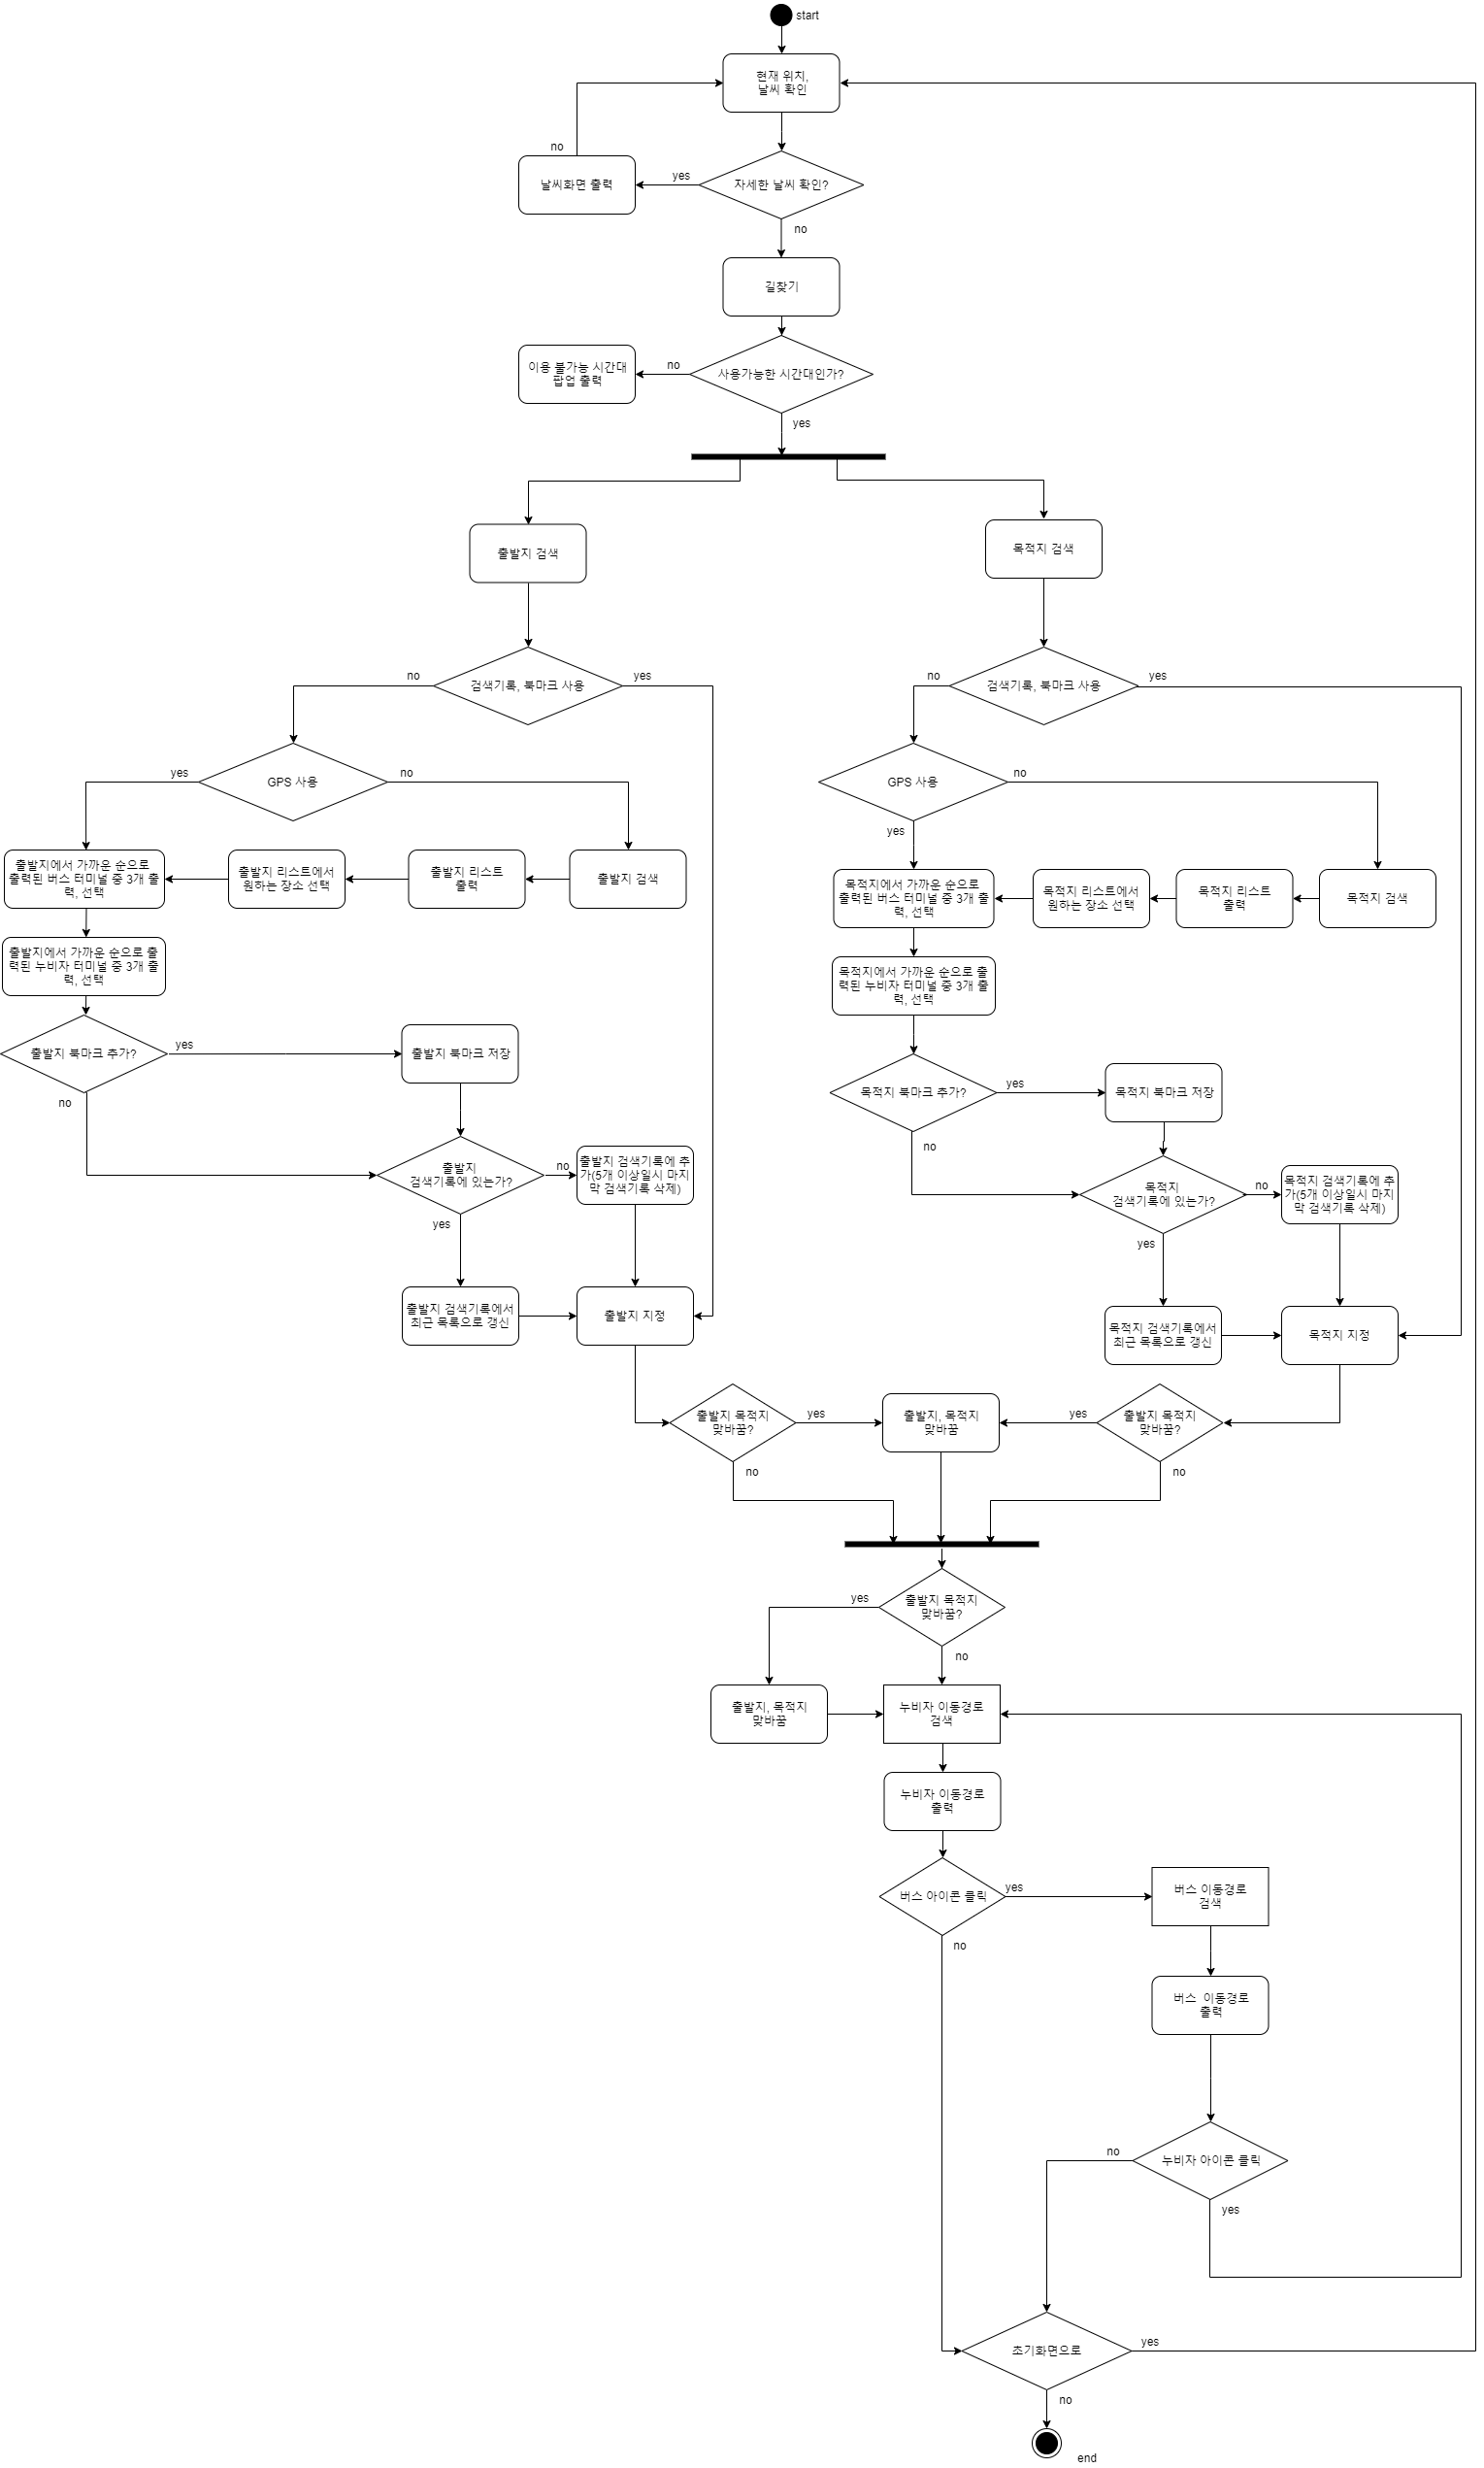 start
현재 위치,
날씨 확인
no
날씨화면 출력
yes
자세한 날씨 확인?
no
길찾기
이용 불가능 시간대
팝업 출력
no
사용가능한 시간대인가?
yes
출발지 검색
목적지 검색
no
검색기록, 북마크 사용
yes
no
검색기록, 북마크 사용
yes
yes
GPS 사용
no
GPS 사용
no
yes
출발지에서 가까운 순으로
출력된 버스 터미널 중 3개 출
력, 선택
출발지 리스트에서
원하는 장소 선택
출발지 리스트
출력
출발지 검색
목적지에서 가까운 순으로
출력된 버스 터미널 중 3개 출
력, 선택
목적지 리스트에서
원하는 장소 선택
목적지 리스트
출력
목적지 검색
출발지에서 가까운 순으로 출
력된 누비자 터미널 중 3개 출
력, 선택
목적지에서 가까운 순으로 출
력된 누비자 터미널 중 3개 출
력, 선택
출발지 북마크 추가?
yes
출발지 북마크 저장
no
목적지 북마크 추가?
yes
목적지 북마크 저장
no
출발지
검색기록에 있는가?
no
출발지 검색기록에 추
가(5개 이상일시 마지
막 검색기록 삭제)
yes
목적지
검색기록에 있는가?
no
목적지 검색기록에 추
가(5개 이상일시 마지
막 검색기록 삭제)
yes
출발지 검색기록에서
최근 목록으로 갱신
출발지 지정
목적지 검색기록에서
최근 목록으로 갱신
목적지 지정
출발지 목적지
맞바꿈?
yes
출발지, 목적지
맞바꿈
yes
출발지 목적지
맞바꿈?
no
no
yes
출발지 목적지
맞바꿈?
no
출발지, 목적지
맞바꿈
누비자 이동경로
검색
누비자 이동경로
출력
버스 아이콘 클릭
yes
버스 이동경로
검색
no
버스  이동경로
출력
no
누비자 아이콘 클릭
yes
초기화면으로
yes
no
end